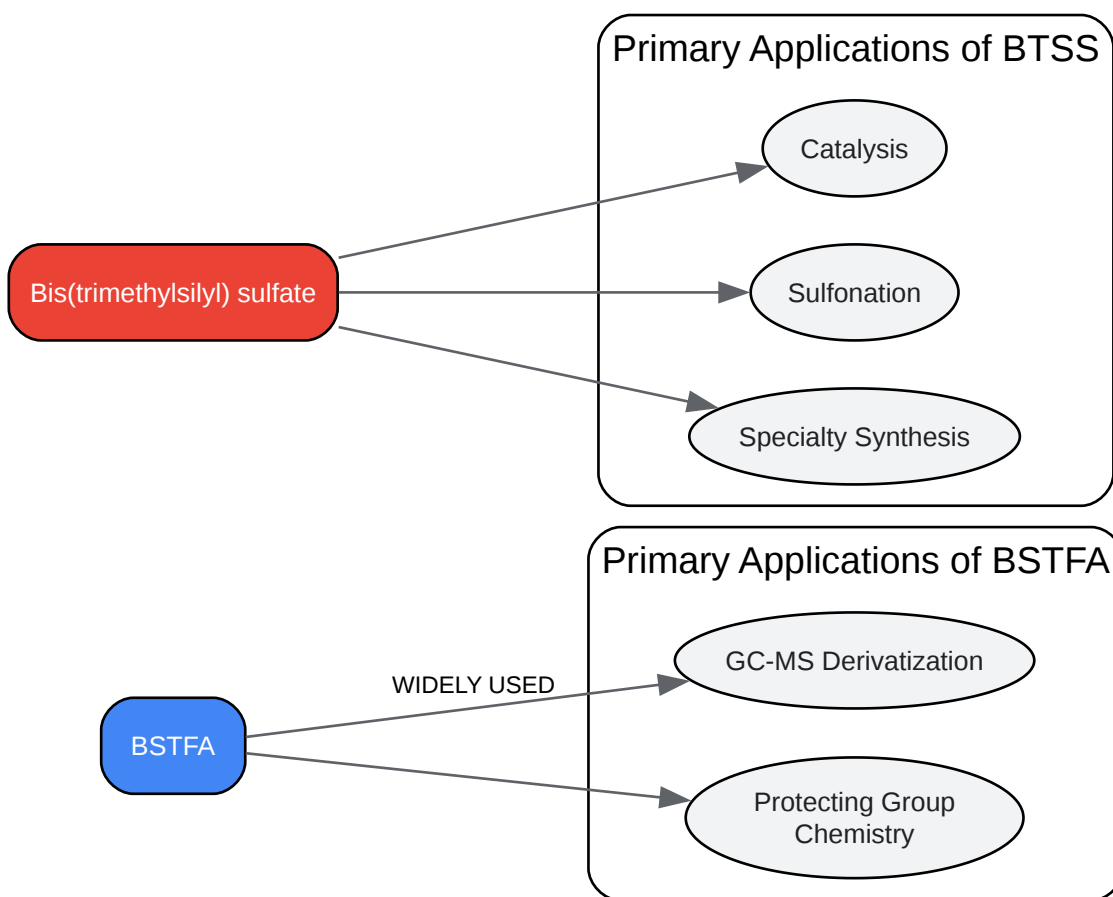 Primary Applications of BTSS
Catalysis
Bis(trimethylsilyl) sulfate
Sulfonation
Specialty Synthesis
Primary Applications of BSTFA
GC-MS Derivatization
WIDELY USED
BSTFA
Protecting Group
Chemistry